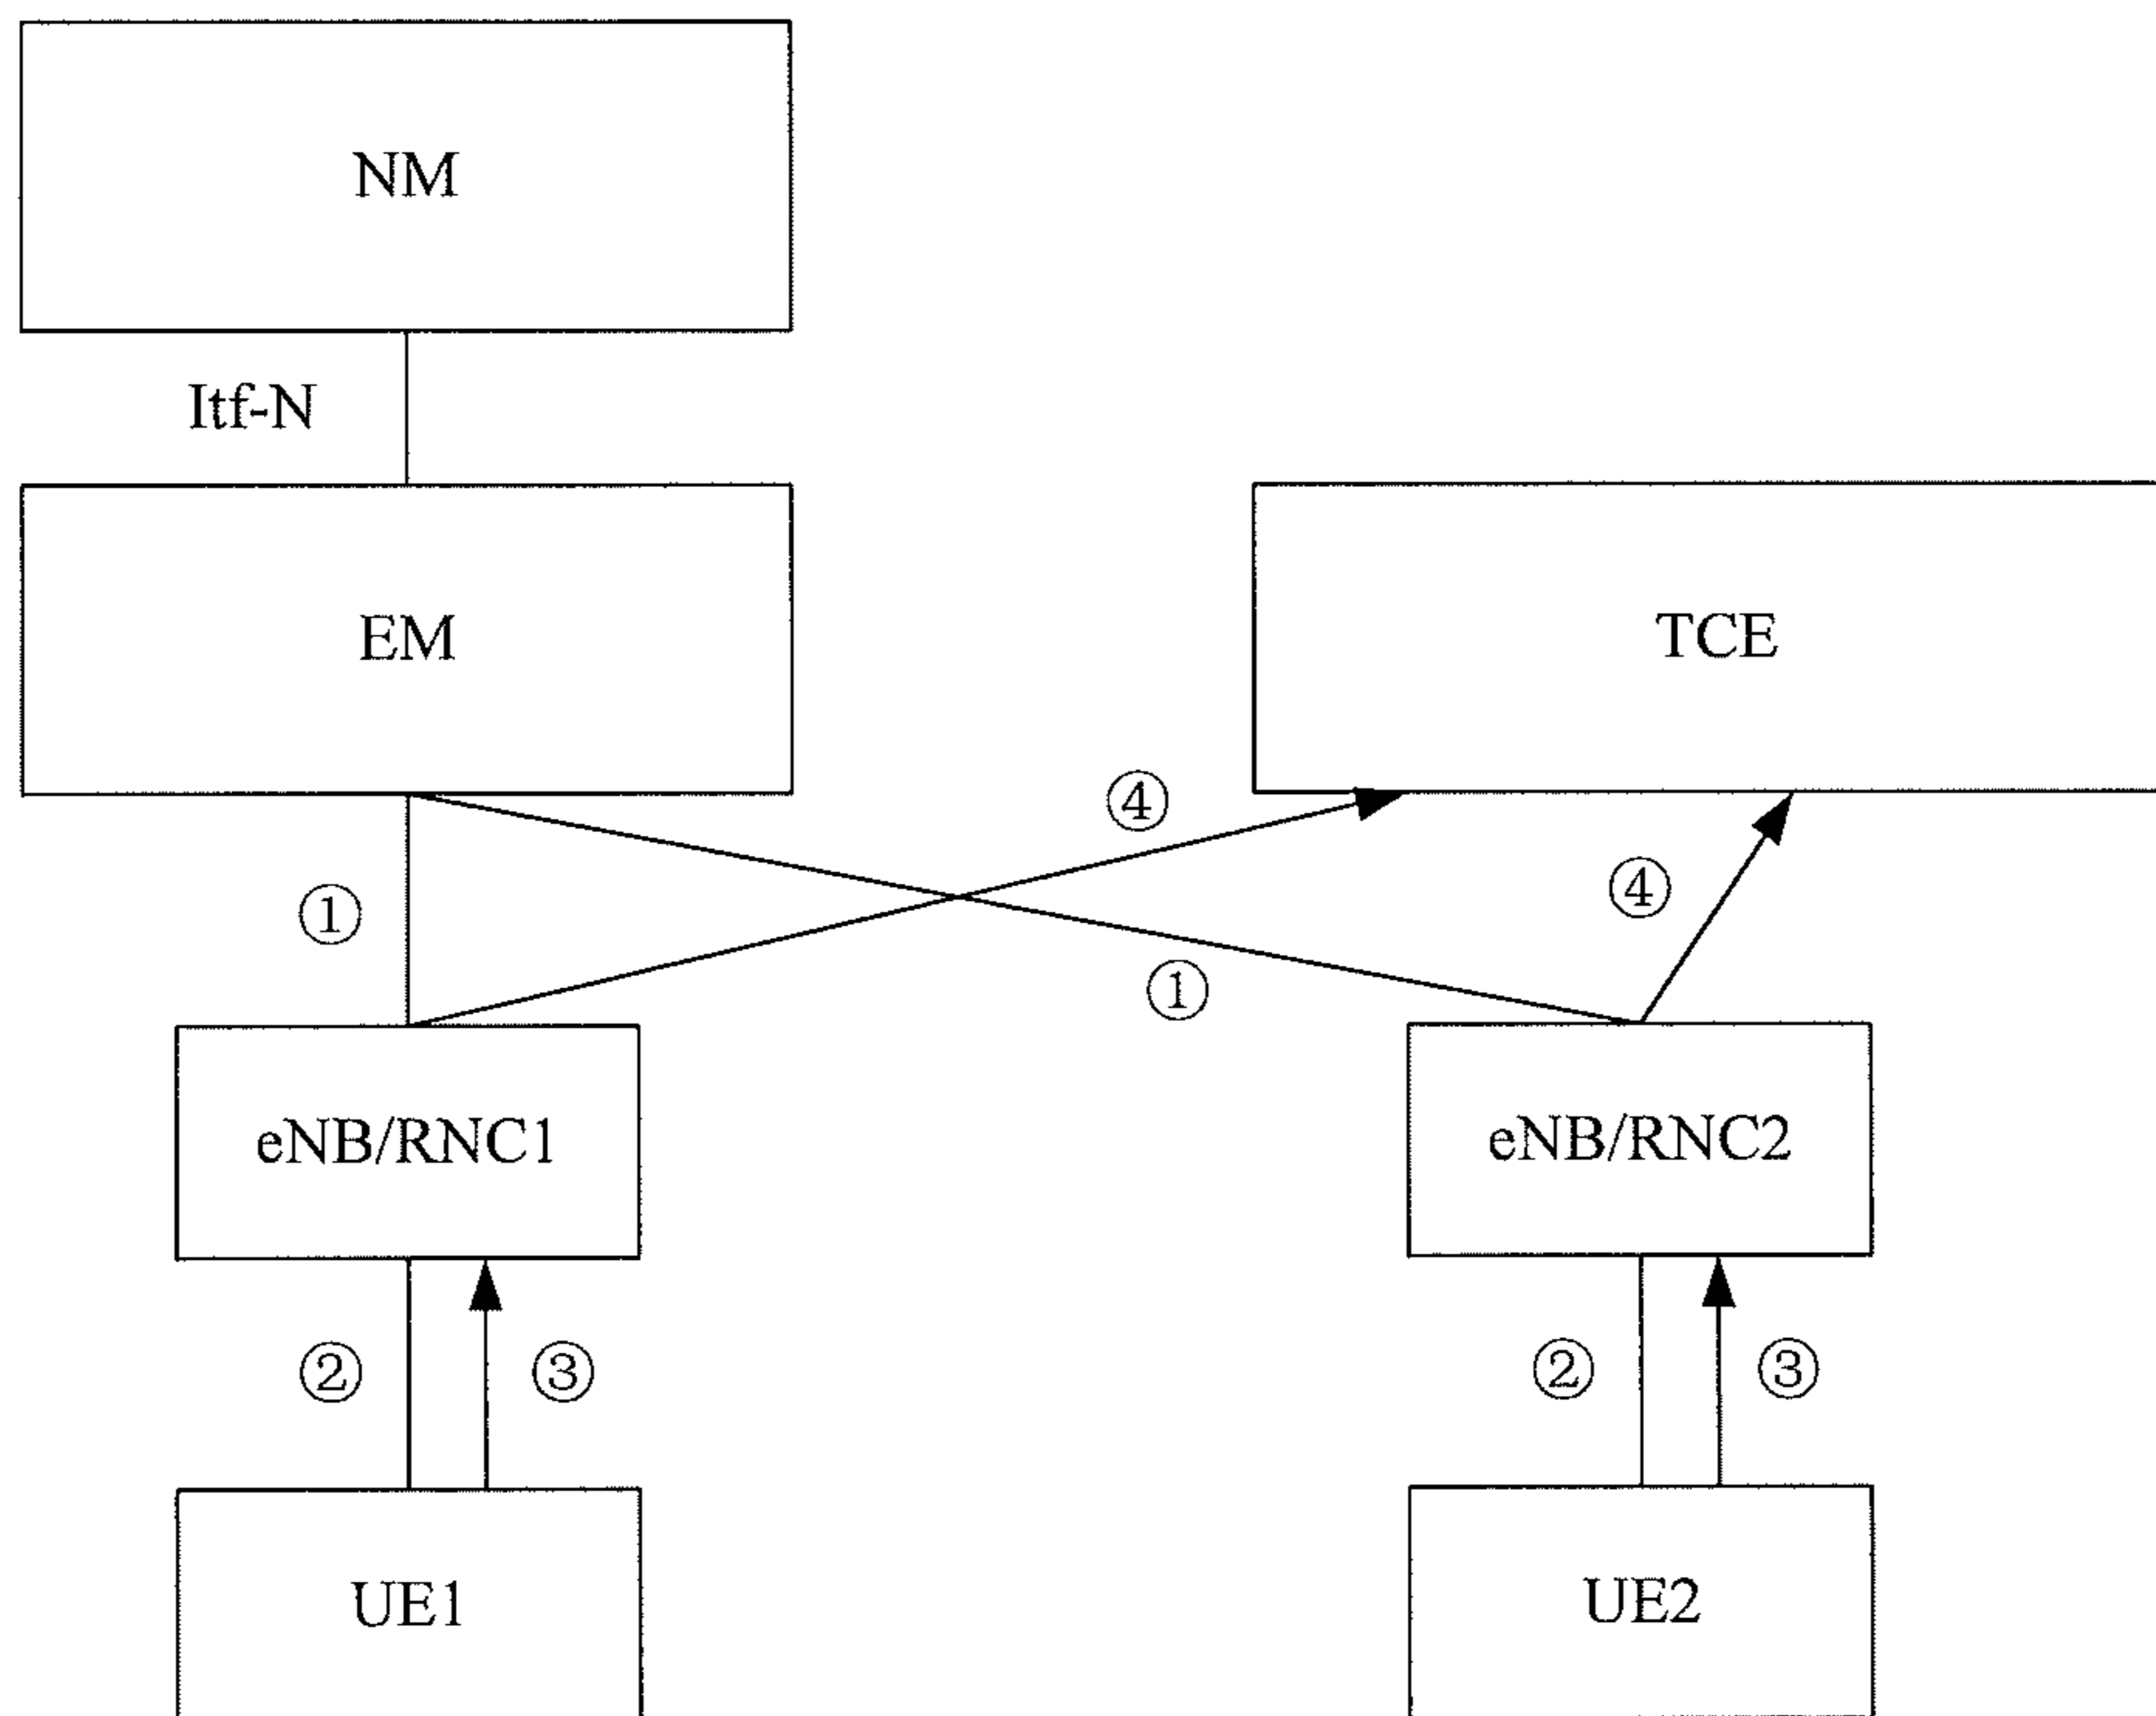 NM
Itf-N
EM
TCE
④
④
①
①
eNB/RNC1
eNB/RNC2
②
③
②
③
UE1
UE2